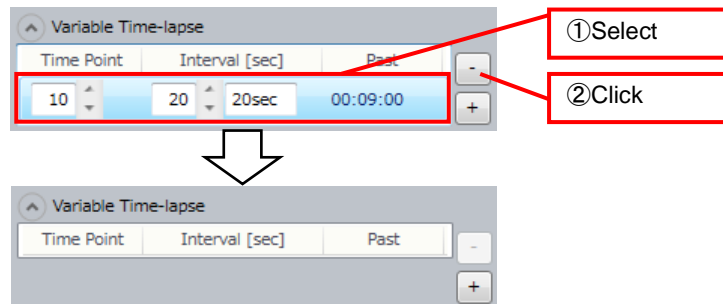 Variable Time-lapse
①Select
Time Point Interval [sec] Past
-
10 20 20sec 00:09:00
②Click
+
Variable Time-lapse
Time Point Interval [sec] Past
-
+